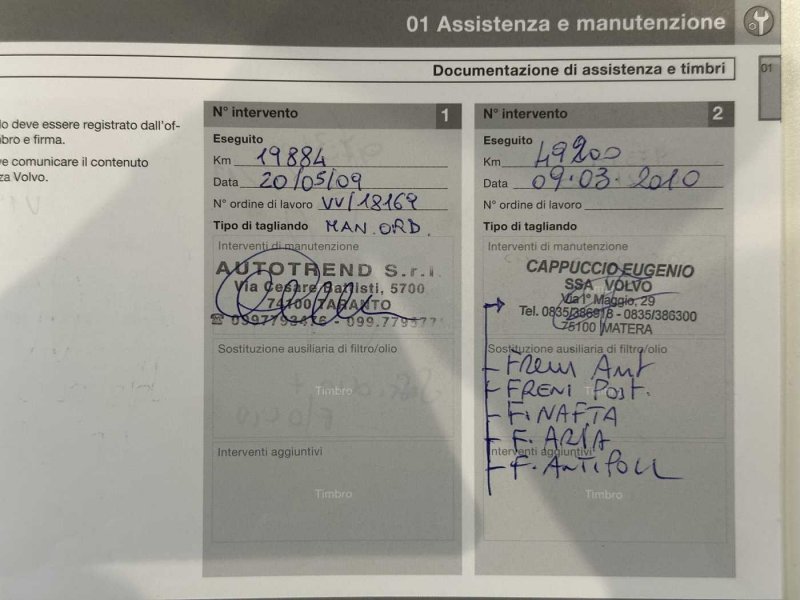 01 Assistenza e manutenzione
01
Documentazione di assistenza e timbri
lo deve essere registrato dall'of-
bro e firma.
ve comunicare il contenuto
za Volvo.
N° intervento 1
Eseguito
Km 19884
Data 20/05/09
N° ordine di lavoro VV/18169
Tipo di tagliando MAN.ORD.
Interventi di manutenzione
AUTOTREND S.r.l.
Via Cesare Battisti, 5700
74100 TARANTO
☎ 0997793476 - 099.779377
Sostituzione ausiliaria di filtro/olio
Timbro
Interventi aggiuntivi
Timbro
N° intervento 2
Eseguito
Km 49200
Data 09.03.2010
N° ordine di lavoro
Tipo di tagliando
Interventi di manutenzione
CAPPUCCIO EUGENIO
SSA VOLVO
Via 1° Maggio, 29
Tel. 0835/386918 - 0835/386300
75100 MATERA
Sostituzione ausiliaria di filtro/olio
- FRENI ANT
- FRENI POST.
- F. NAFTA
- F. ARIA
Interventi aggiuntivi
- F. ANTIPOLL
Timbro